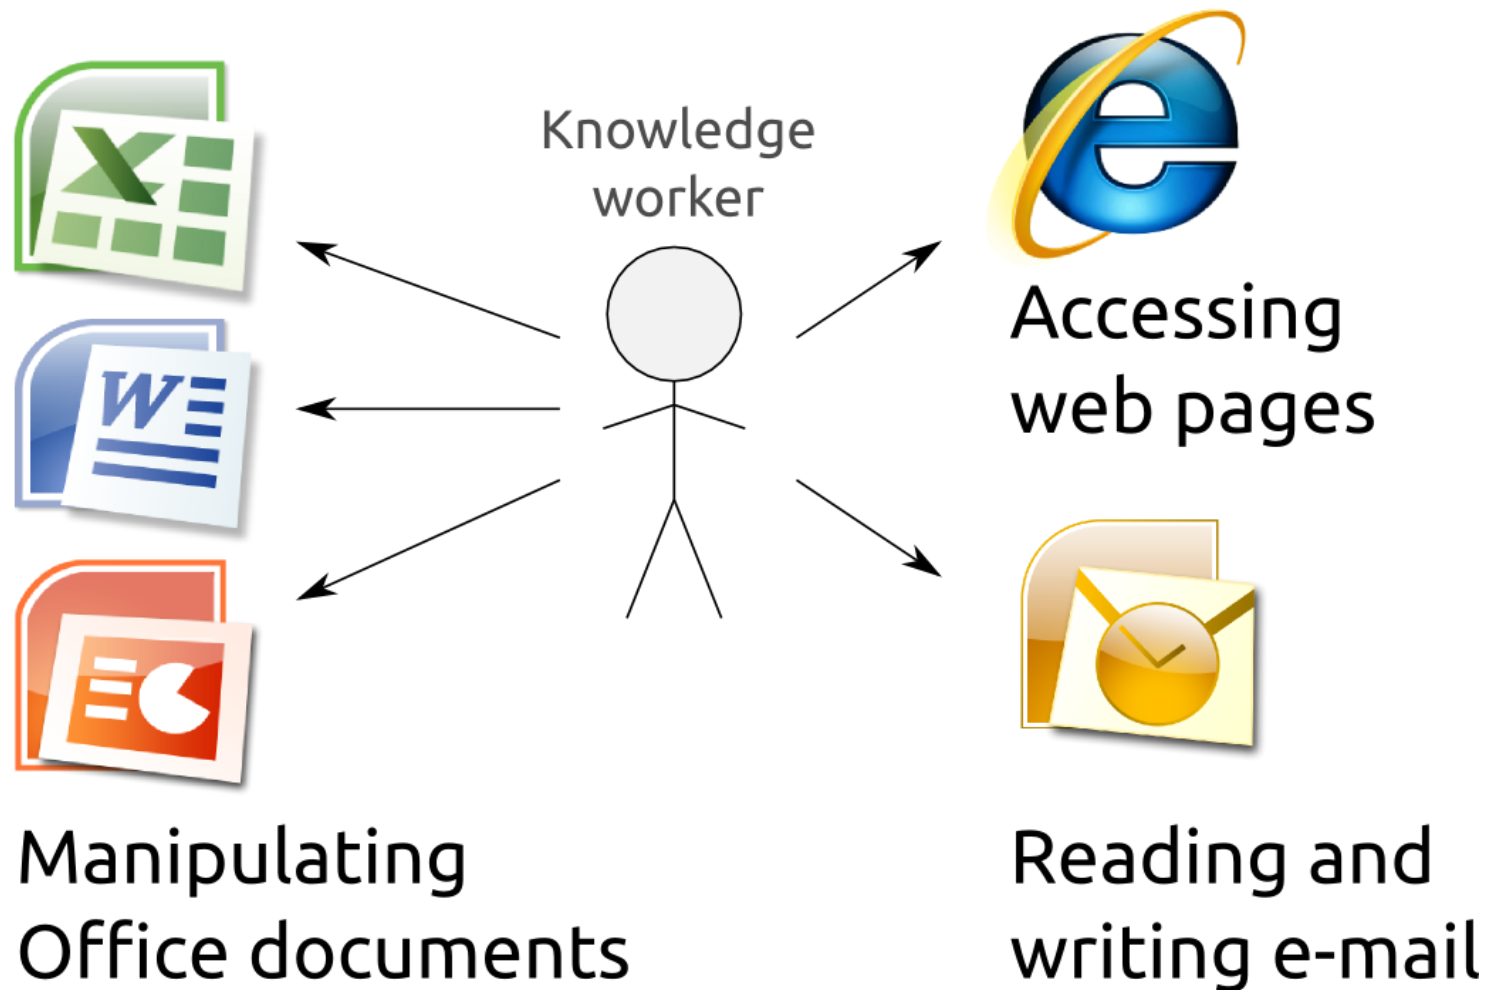 Knowledge
worker
Accessing
web pages
Manipulating
Office documents
Reading and
writing e-mail